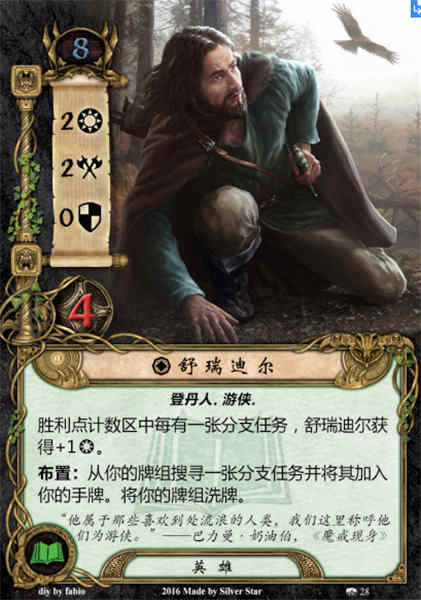 8
2
2
0
4
舒瑞迪尔
登丹人. 游侠.
胜利点计数区中每有一张分支任务，舒瑞迪尔获
得+1。
布置：从你的牌组搜寻一张分支任务并将其加入
你的手牌。将你的牌组洗牌。
“他属于那些喜欢到处流浪的人类，我们这里称呼他
们为游侠。”——巴力曼·奶油伯，《魔戒现身》
英雄
diy by fabio
2016 Made by Silver Star
28